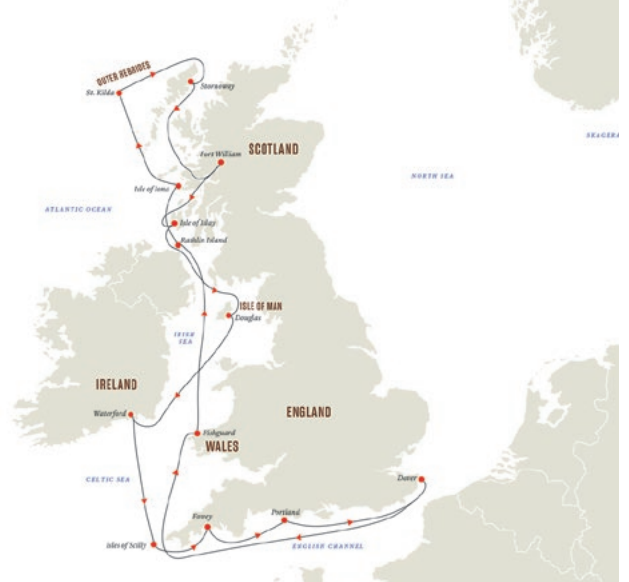 OUTER HEBRIDES
St. Kilda
Stornoway
SCOTLAND
Fort William
SKAGERA
NORTH SEA
Isle of Iona
ATLANTIC OCEAN
Isle of Islay
Rathlin Island
ISLE OF MAN
Douglas
IRISH
SEA
IRELAND
ENGLAND
Waterford
Fishguard
WALES
CELTIC SEA
Dover
Fowey
Portland
Isles of Scilly
ENGLISH CHANNEL